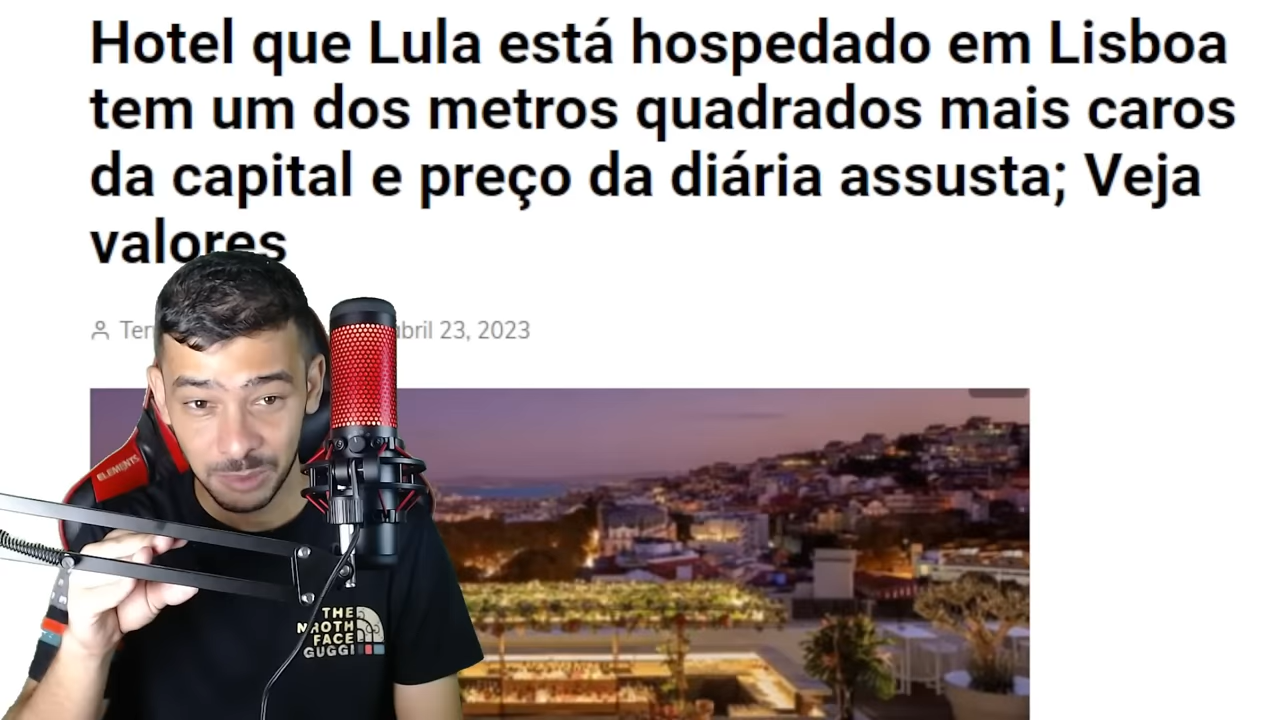 Hotel que Lula está hospedado em Lisboa
tem um dos metros quadrados mais caros
da capital e preço da diária assusta; Veja
valores
abril 23, 2023
ELEMENTS
THE
NROTH
FACE
GUGGI